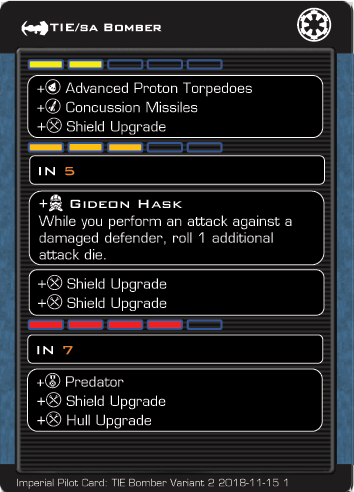 TIE/sa Bomber
+ Advanced Proton Torpedoes
+ Concussion Missiles
+ Shield Upgrade
IN 5
+ Gideon Hask
While you perform an attack against a
damaged defender, roll 1 additional
attack die.
+ Shield Upgrade
+ Shield Upgrade
IN 7
+ Predator
+ Shield Upgrade
+ Hull Upgrade
Imperial Pilot Card: TIE Bomber Variant 2 2018-11-15 1